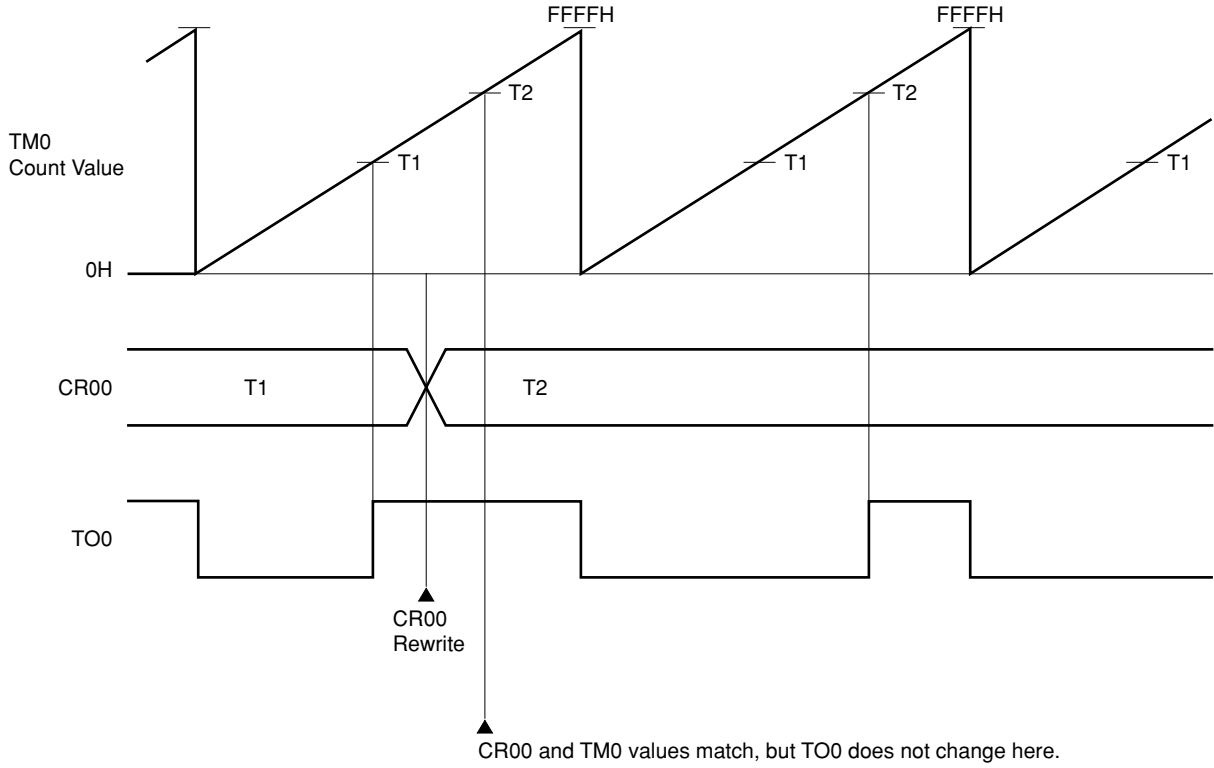 FFFFH
FFFFH
T2
T2
TM0
Count Value
T1
T1
T1
0H
CR00
T1
T2
TO0
CR00
Rewrite
CR00 and TM0 values match, but TO0 does not change here.